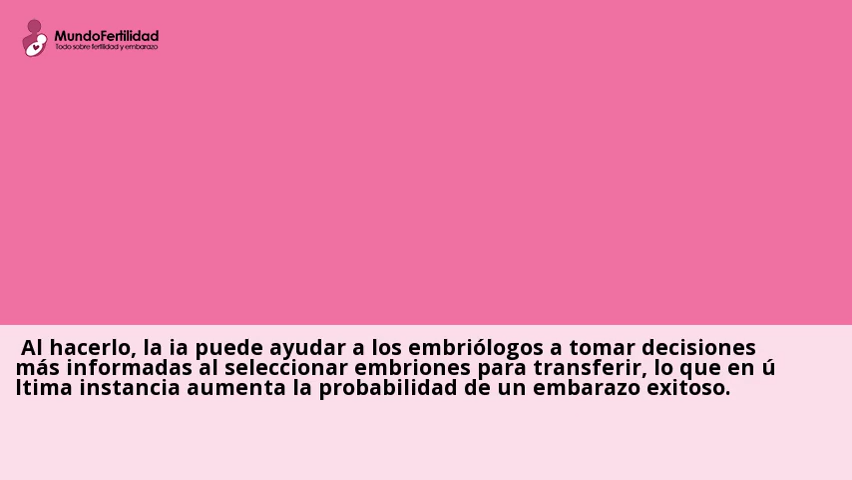 MundoFertilidad
Todo sobre fertilidad y embarazo
Al hacerlo, la ia puede ayudar a los embriólogos a tomar decisiones
más informadas al seleccionar embriones para transferir, lo que en ú
ltima instancia aumenta la probabilidad de un embarazo exitoso.